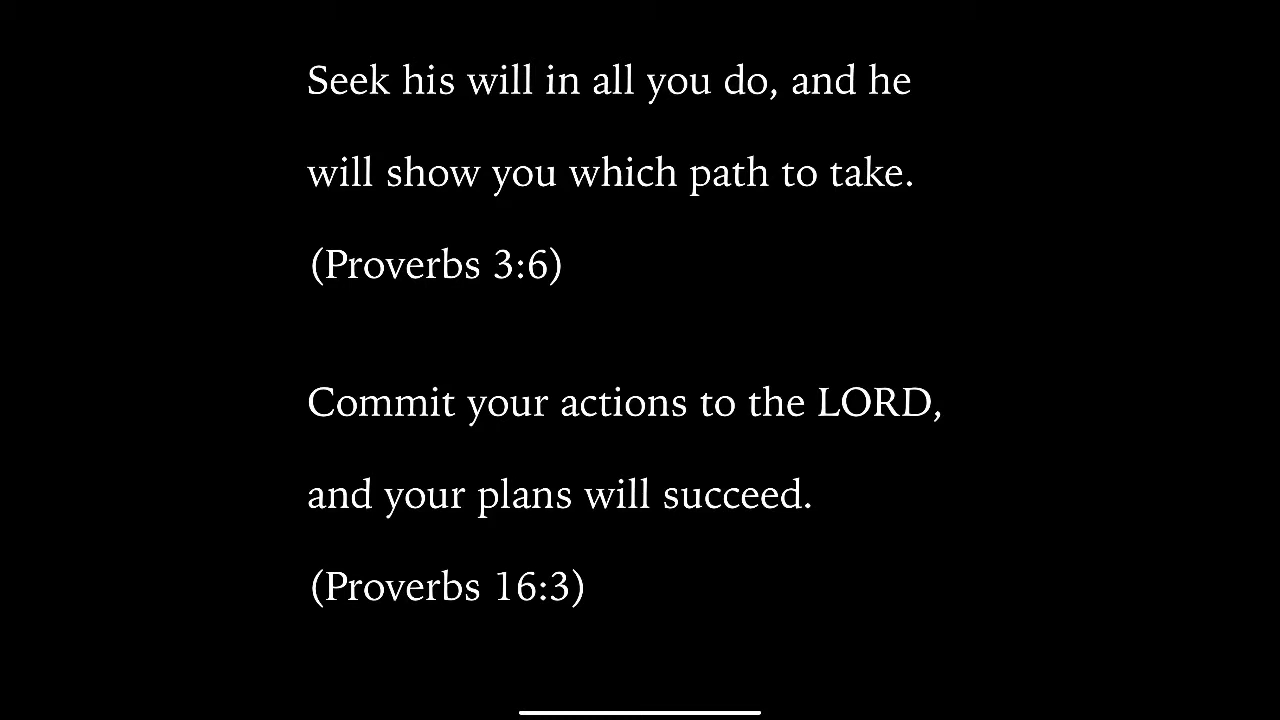 Seek his will in all you do, and he
will show you which path to take.
(Proverbs 3:6)
Commit your actions to the LORD,
and your plans will succeed.
(Proverbs 16:3)